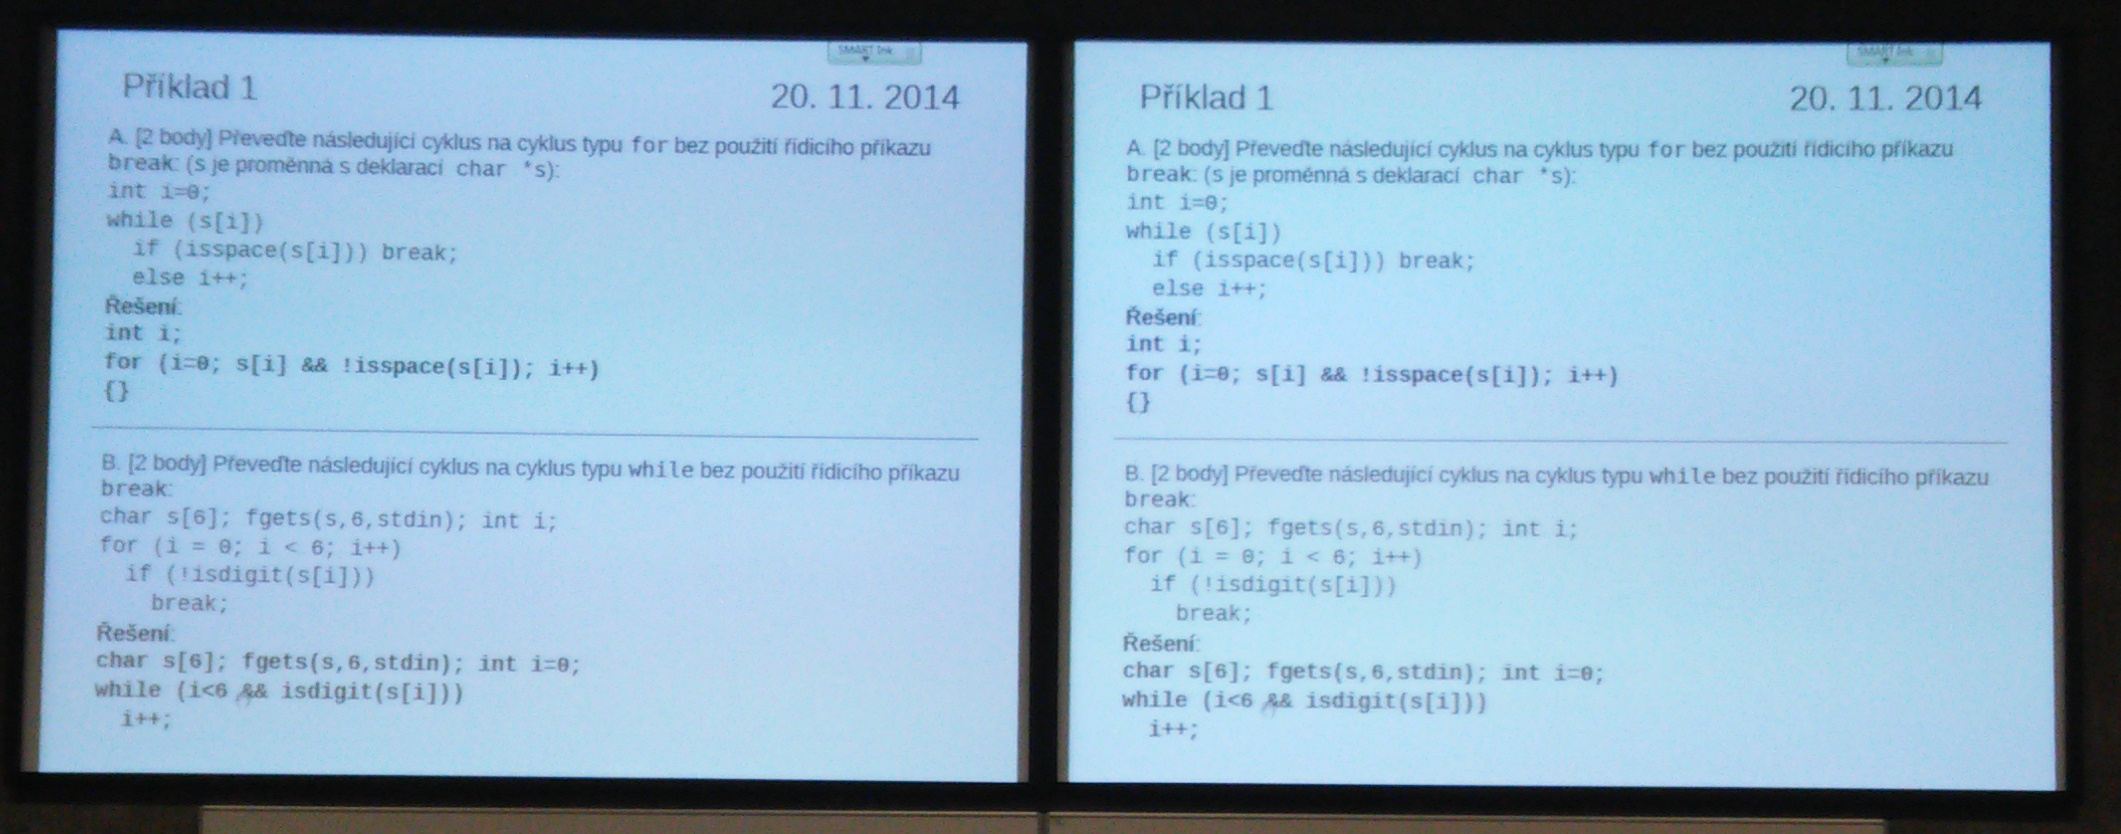 SMART Ink
Příklad 1
20. 11. 2014
A. [2 body] Převeďte následující cyklus na cyklus typu for bez použití řídicího příkazu
break: (s je proměnná s deklarací char *s):
int i=0;
while (s[i])
if (isspace(s[i])) break;
else i++;
Řešení:
int i;
for (i=0; s[i] && !isspace(s[i]); i++)
{}
B. [2 body] Převeďte následující cyklus na cyklus typu while bez použití řídicího příkazu
break:
char s[6]; fgets(s,6,stdin); int i;
for (i = 0; i < 6; i++)
if (!isdigit(s[i]))
break;
Řešení:
char s[6]; fgets(s,6,stdin); int i=0;
while (i<6 && isdigit(s[i]))
i++;
SMART Ink
Příklad 1
20. 11. 2014
A. [2 body] Převeďte následující cyklus na cyklus typu for bez použití řídicího příkazu
break: (s je proměnná s deklarací char *s):
int i=0;
while (s[i])
if (isspace(s[i])) break;
else i++;
Řešení:
int i;
for (i=0; s[i] && !isspace(s[i]); i++)
{}
B. [2 body] Převeďte následující cyklus na cyklus typu while bez použití řídicího příkazu
break:
char s[6]; fgets(s,6,stdin); int i;
for (i = 0; i < 6; i++)
if (!isdigit(s[i]))
break;
Řešení:
char s[6]; fgets(s,6,stdin); int i=0;
while (i<6 && isdigit(s[i]))
i++;